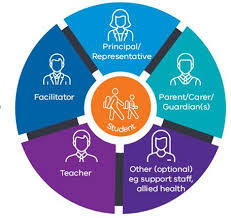 Principal/
Representative
Facilitator
Parent/Carer/
Guardian(s)
Student
Teacher
Other (optional)
eg support staff,
allied health